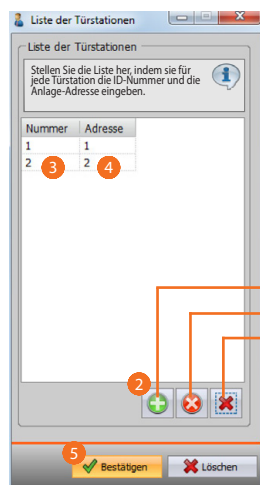 Liste der Türstationen
Liste der Türstationen
Stellen Sie die Liste her, indem sie für
jede Türstation die ID-Nummer und die
Anlage-Adresse eingeben.
Nummer Adresse
1 1
2 3 2 4
2
5 Bestätigen Löschen